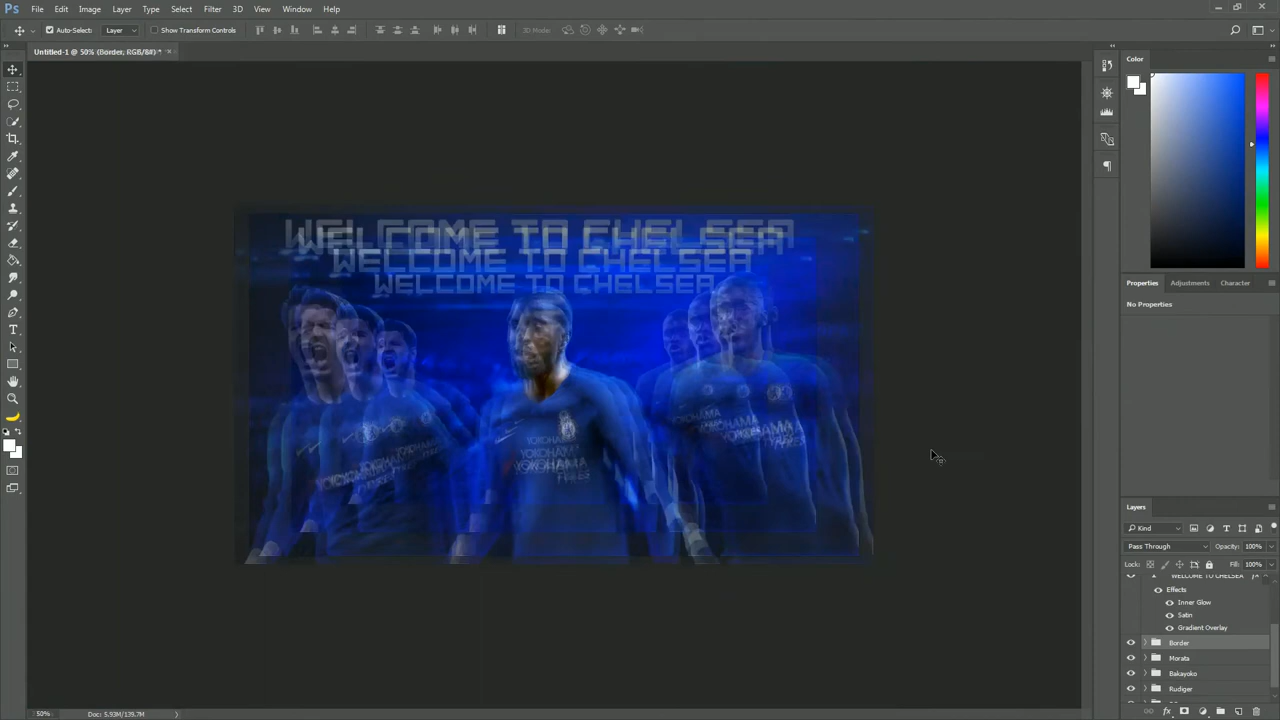 Ps File Edit Image Layer Type Select Filter 3D View Window Help
Auto-Select: Layer Show Transform Controls 3D Mode:
Untitled-1 @ 50% (Border, RGB/8#) * ×
Color
WELCOME TO CHELSEA
WELCOME TO CHELSEA
WELCOME TO CHELSEA
Properties Adjustments Character
No Properties
YOKOHAMA
YOKOHAMA
YOKOHAMA
TYRES
Layers
Kind
Pass Through Opacity: 100%
Lock: Fill: 100%
WELCOME TO CHELSEA fx
Effects
Inner Glow
Satin
Gradient Overlay
Border
Morata
Bakayoko
Rudiger
50% Doc: 5.93M/139.7M